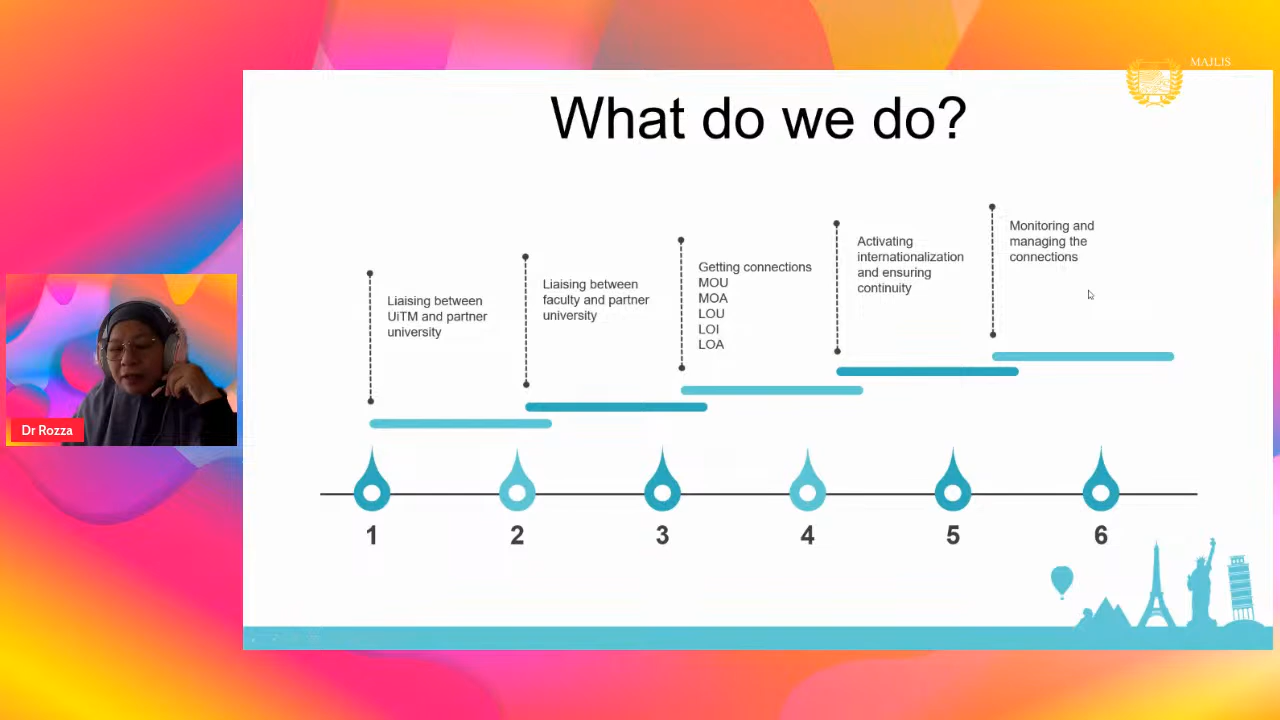 MAJLIS
What do we do?
Liaising between
UiTM and partner
university
Liaising between
faculty and partner
university
Getting connections
MOU
MOA
LOU
LOI
LOA
Activating
internationalization
and ensuring
continuity
Monitoring and
managing the
connections
1
2
3
4
5
6
Dr Rozza